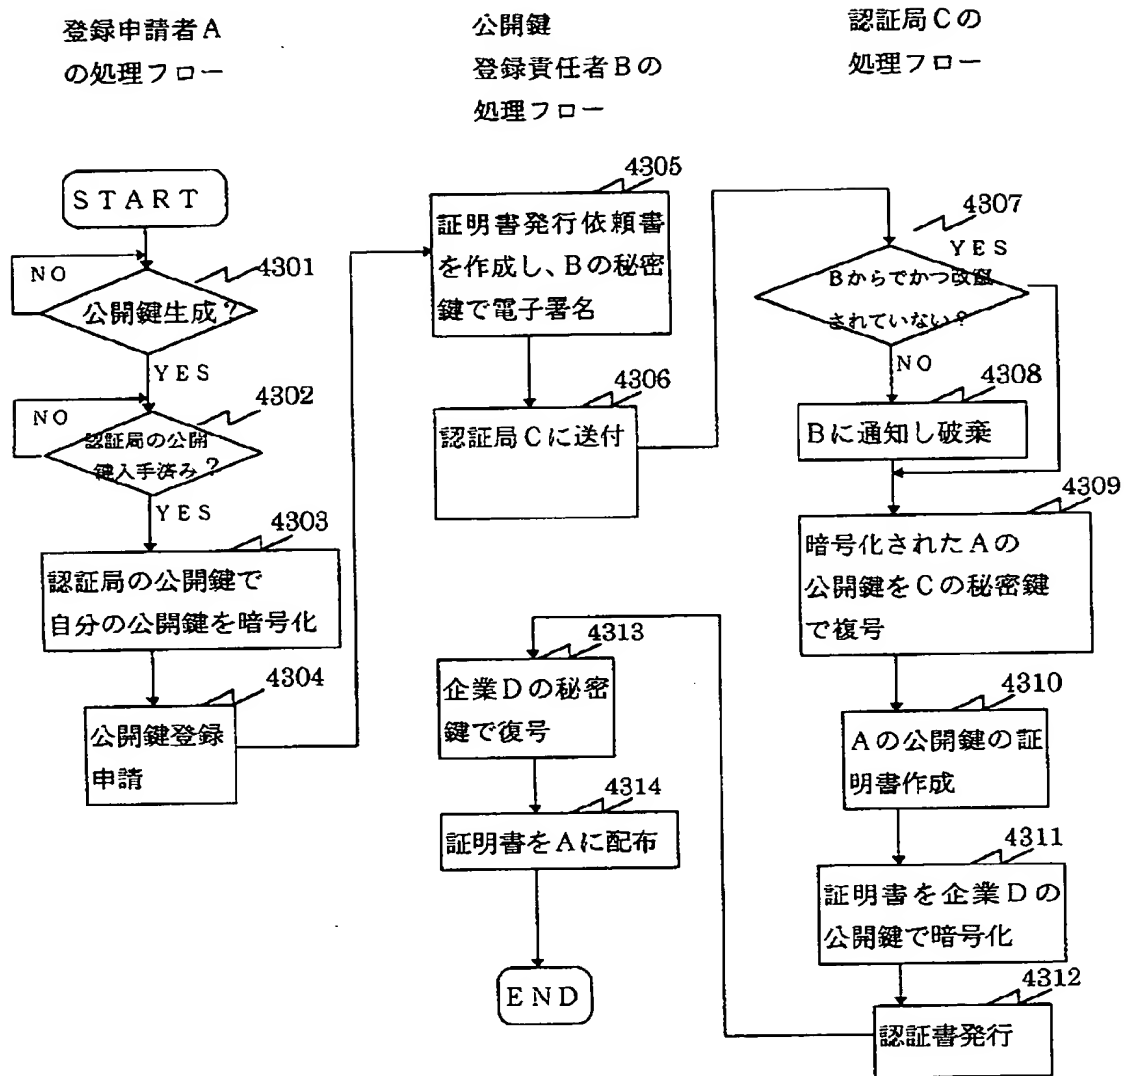 登録申請者Aの処理フロー
公開鍵
登録責任者Bの
処理フロー
認証局Cの
処理フロー
START
NO
4301
公開鍵生成?
YES
NO
4302
認証局の公開
鍵入手済み?
YES
4303
認証局の公開鍵で
自分の公開鍵を暗号化
4304
公開鍵登録
申請
4305
証明書発行依頼書
を作成し、Bの秘密
鍵で電子署名
4306
認証局Cに送付
4307
YES
Bからでかつ改竄
されていない?
NO
4308
Bに通知し破棄
4309
暗号化されたAの
公開鍵をCの秘密鍵
で複号
4310
Aの公開鍵の証
明書作成
4311
証明書を企業Dの
公開鍵で暗号化
4312
認証書発行
4313
企業Dの秘密
鍵で復号
4314
証明書をAに配布
END